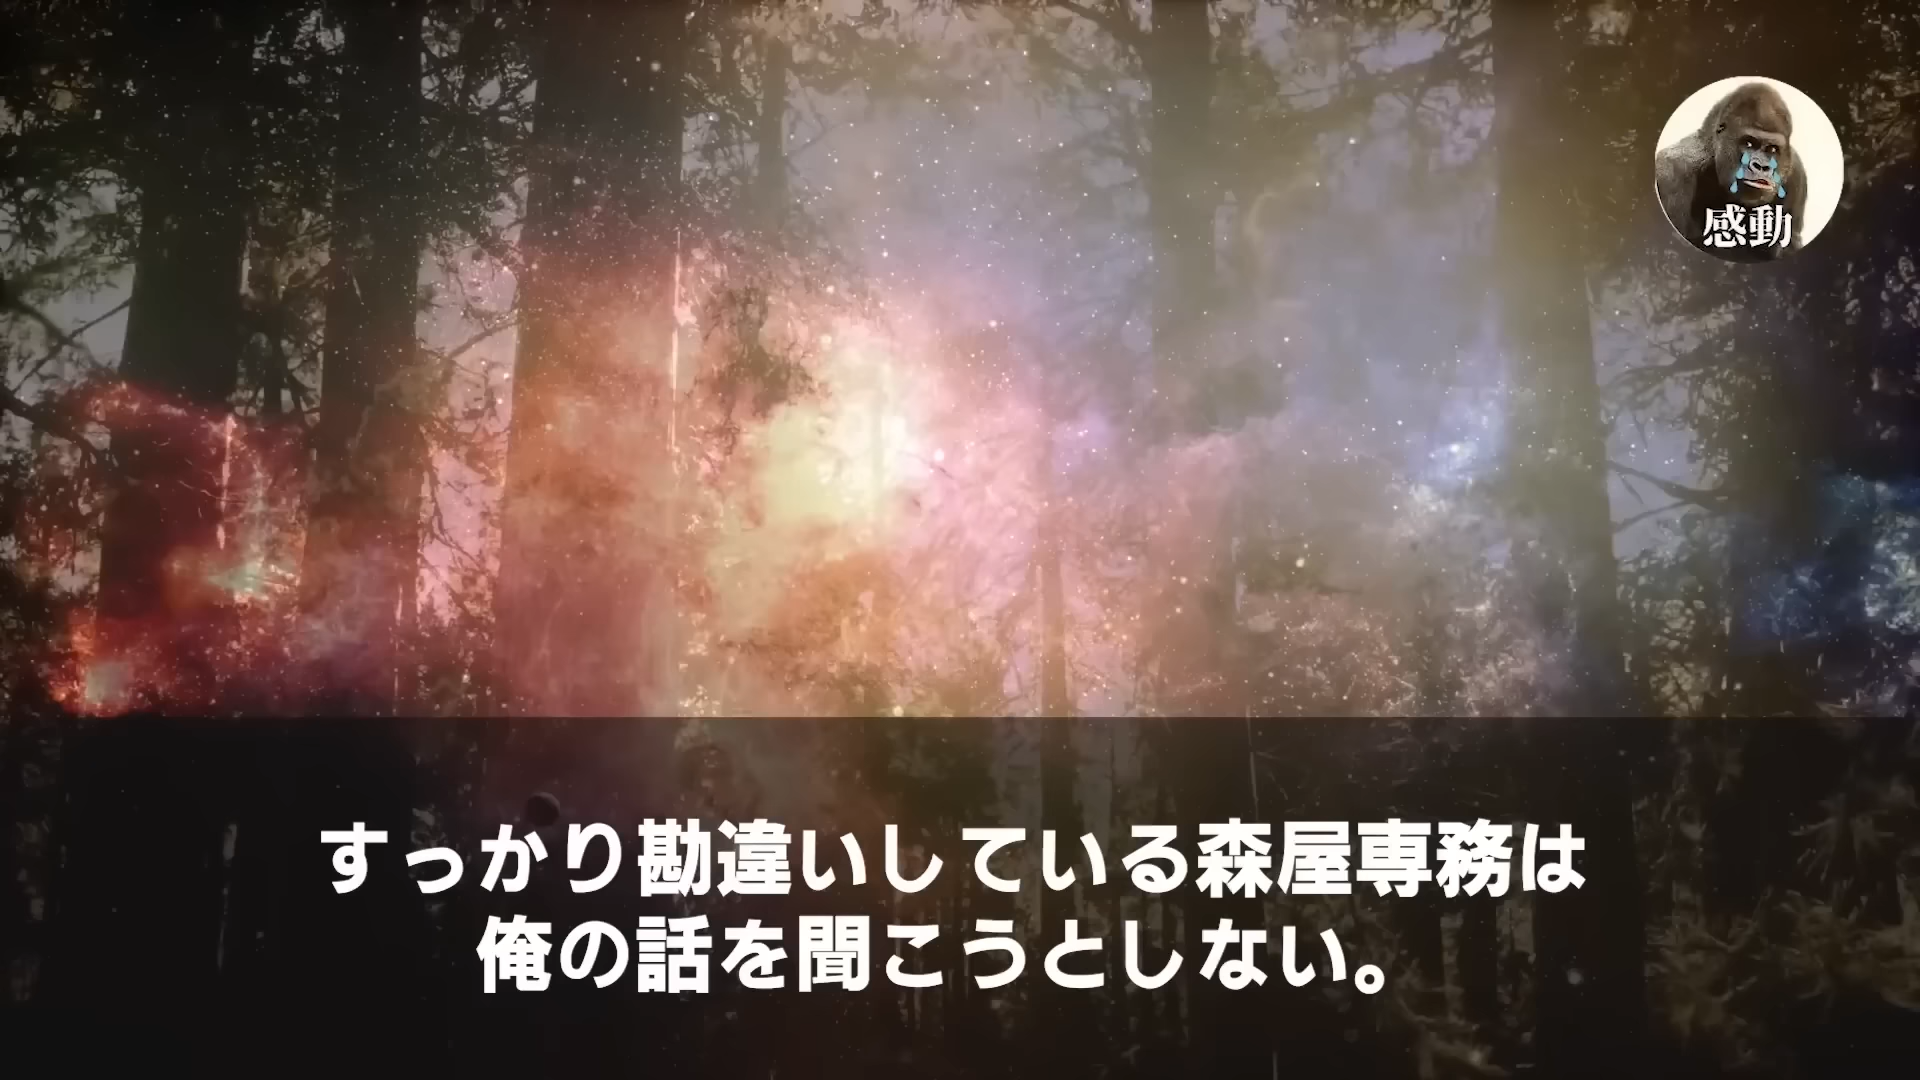 感動
すっかり勘違いしている森屋専務は
俺の話を聞こうとしない。